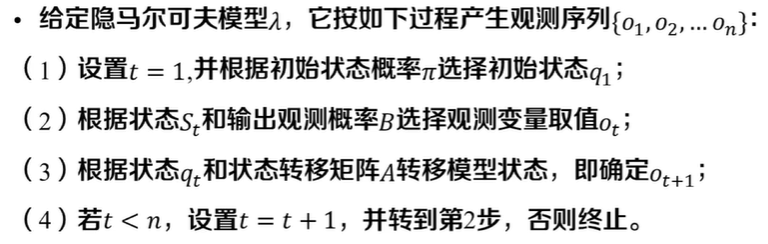 • 给定隐马尔可夫模型λ，它按如下过程产生观测序列{o₁,o₂,…oₙ}：
（1）设置t = 1,并根据初始状态概率π选择初始状态q₁；
（2）根据状态Sₜ和输出观测概率B选择观测变量取值oₜ；
（3）根据状态qₜ和状态转移矩阵A转移模型状态，即确定oₜ₊₁；
（4）若t < n，设置t = t + 1，并转到第2步，否则终止。